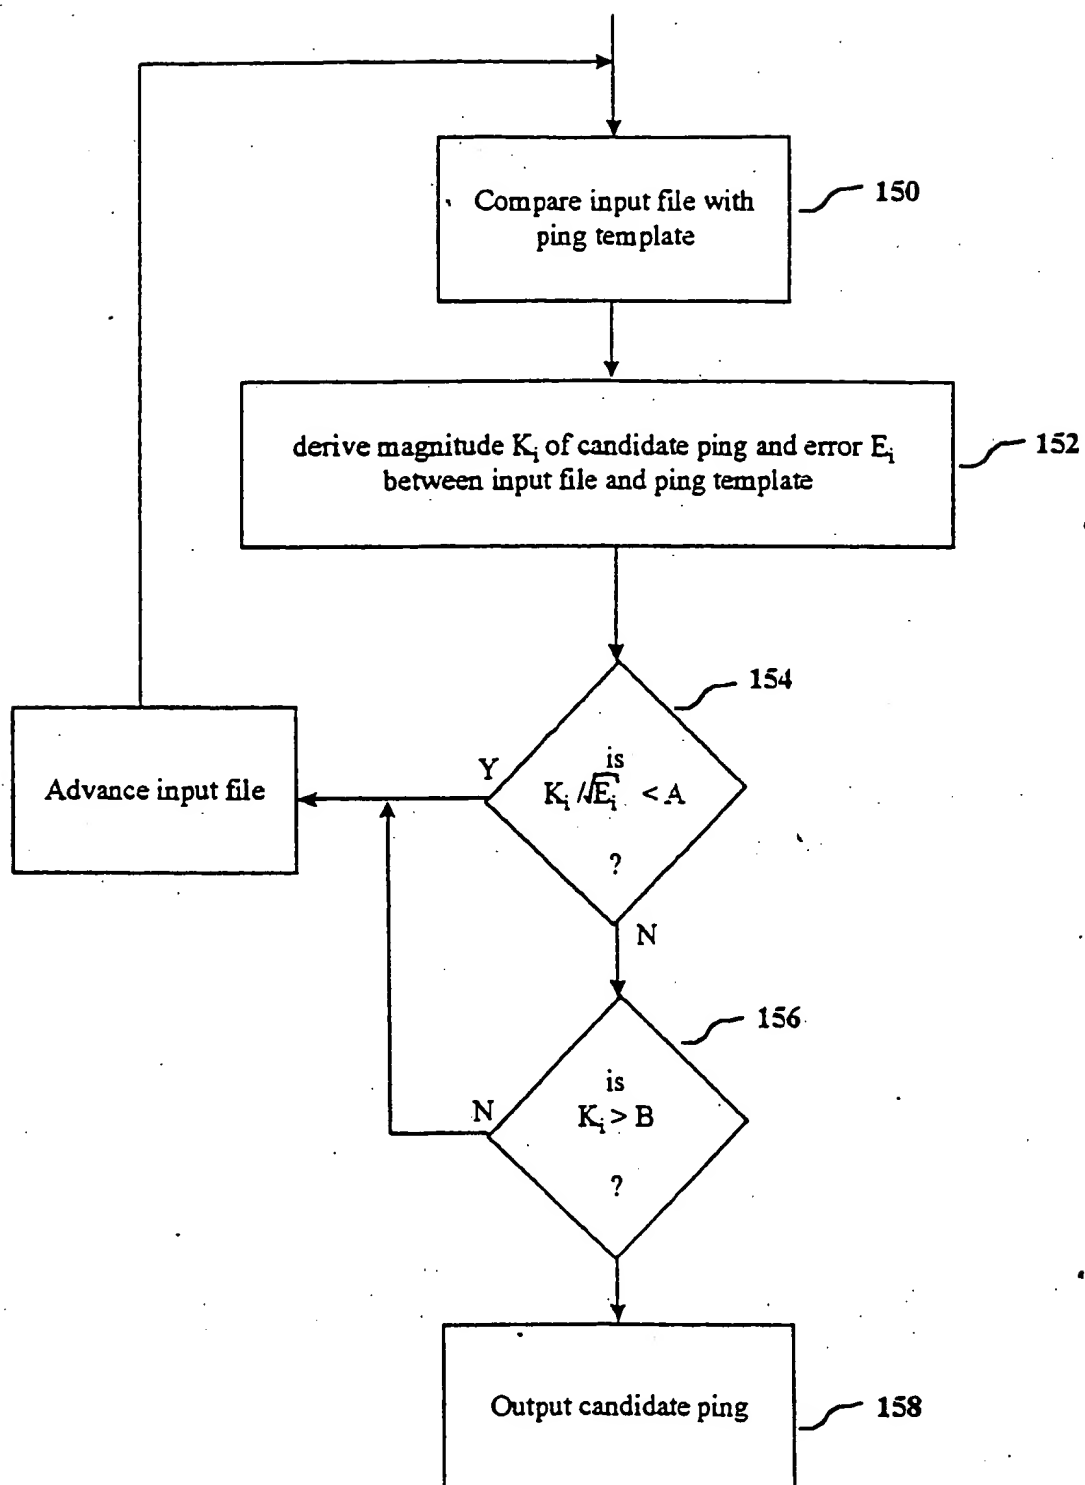 Compare input file with
ping template
150
derive magnitude Kᵢ of candidate ping and error Eᵢ
between input file and ping template
152
154
is
Kᵢ /√Eᵢ < A
?
Y
N
Advance input file
156
is
Kᵢ > B
?
N
Output candidate ping
158